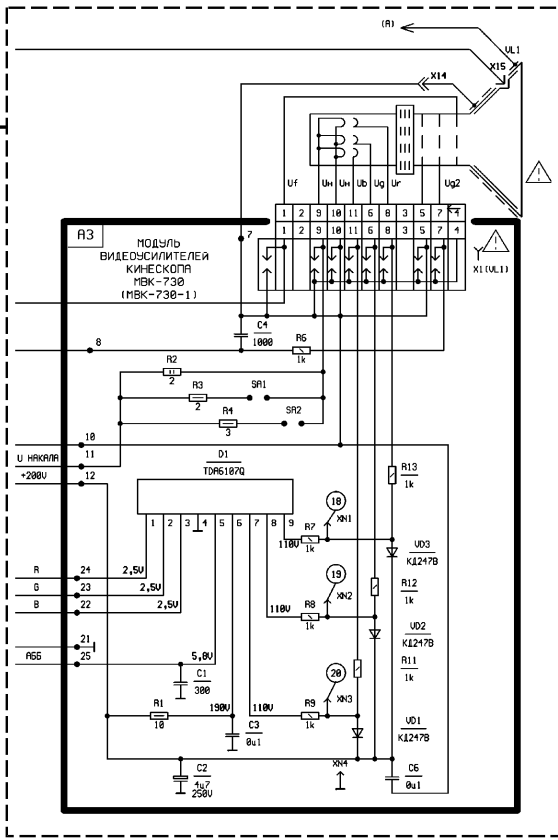 (A)
VL1
X15
X14
Uf Uн Uн Ub Ug Ur Ug2
1 2 9 10 11 6 8 3 5 7 4
1 2 9 10 11 6 8 3 5 7 4
A3
7
МОДУЛЬ
ВИДЕОУСИЛИТЕЛЕЙ
КИНЕСКОПА
МВК-730
(МВК-730-1)
X1(VL1)
C4
1000
R6
1k
8
R2
2
R3
2
SA1
R4
3
SA2
10
U НАКАЛА 11
+200V 12
D1
TDA6107Q
R13
1k
1 2 3 4 5 6 7 8 9
18
XN1
R7
1k
110V
VD3
КД247В
R 24 2,5V
G 23 2,5V
B 22 2,5V
19
XN2
R8
1k
110V
R12
1k
VD2
КД247В
21
АББ 25
5,8V
R11
1k
C1
300
20
XN3
R9
1k
110V
R1
10
190V
C3
0u1
VD1
КД247В
C2
4u7
250V
XN4
C6
0u1